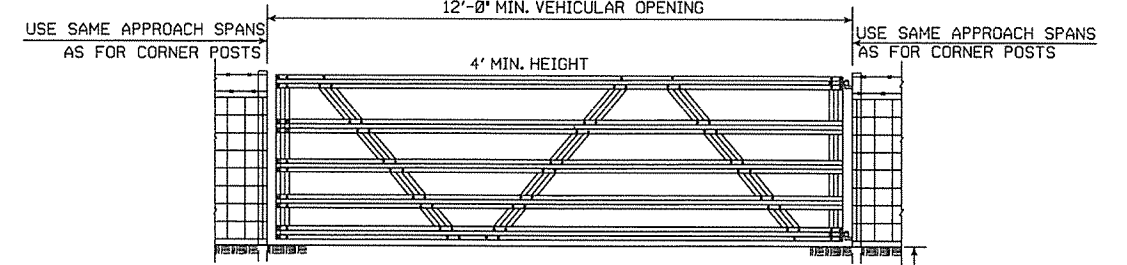 12'-0" MIN. VEHICULAR OPENING
USE SAME APPROACH SPANS
AS FOR CORNER POSTS
4' MIN. HEIGHT
USE SAME APPROACH SPANS
AS FOR CORNER POSTS